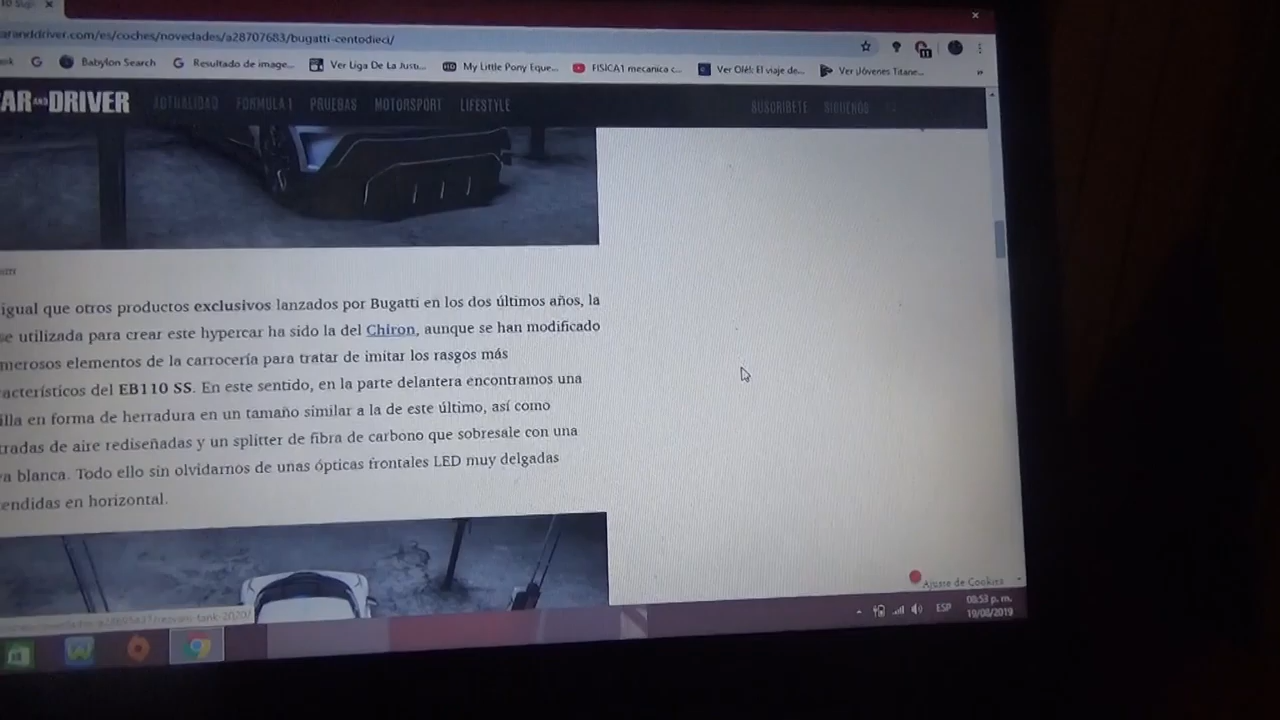 aranddriver.com/es/coches/novedades/a28707683/bugatti-centodieci/
Babylon Search
Resultado de image...
Ver Liga De La Justi...
My Little Pony Eque...
FISICA1 mecanica c...
Ver Olé!: El viaje de...
Ver Jóvenes Titane...
»
AR AND DRIVER
ACTUALIDAD FORMULA 1 PRUEBAS MOTORSPORT LIFESTYLE SUSCRÍBETE SÍGUENOS
igual que otros productos exclusivos lanzados por Bugatti en los dos últimos años, la
se utilizada para crear este hypercar ha sido la del Chiron, aunque se han modificado
merosos elementos de la carrocería para tratar de imitar los rasgos más
racterísticos del EB110 SS. En este sentido, en la parte delantera encontramos una
illa en forma de herradura en un tamaño similar a la de este último, así como
tradas de aire rediseñadas y un splitter de fibra de carbono que sobresale con una
ya blanca. Todo ello sin olvidarnos de unas ópticas frontales LED muy delgadas
endidas en horizontal.
Ajuste de Cookies
ESP
08:53 p. m.
19/08/2019